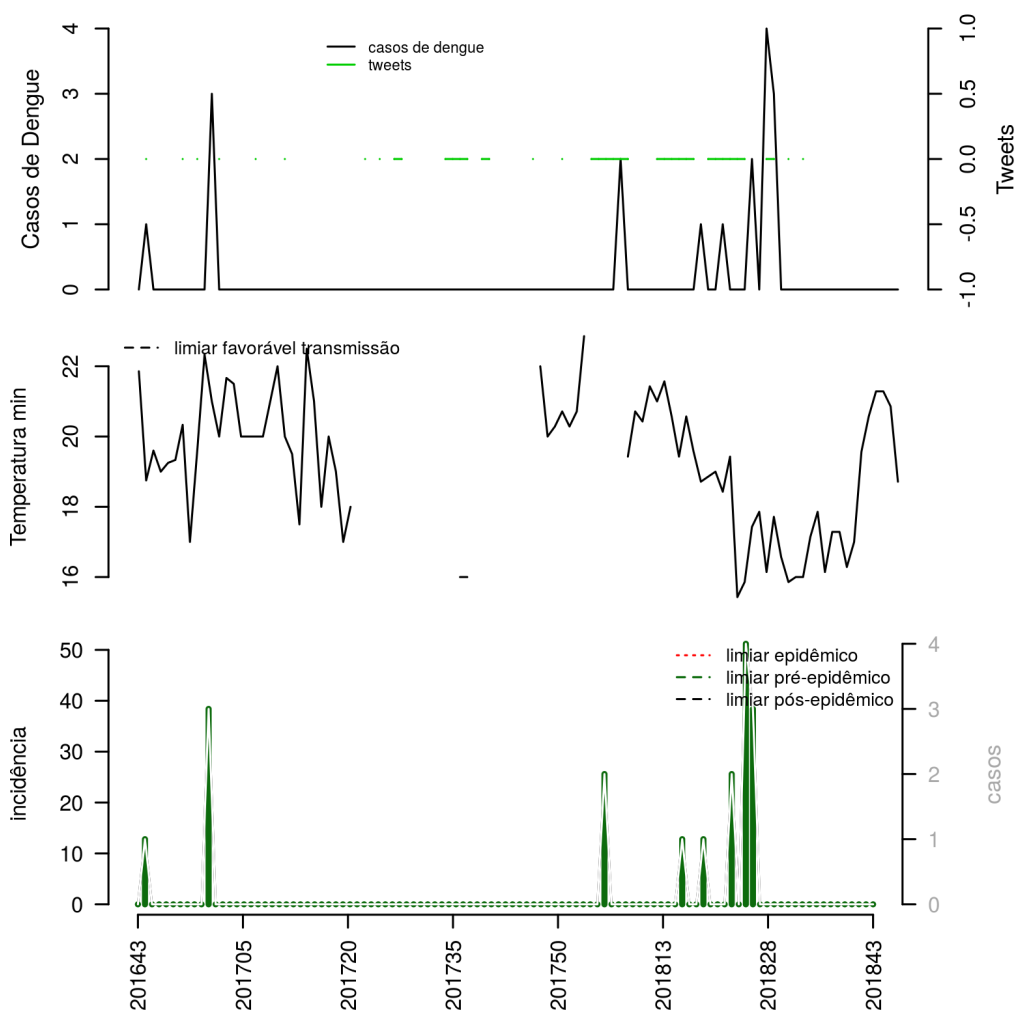 casos de dengue
tweets
Casos de Dengue
0 1 2 3 4
-1.0 -0.5 0.0 0.5 1.0
Tweets
limiar favorável transmissão
Temperatura min
16 18 20 22
limiar epidêmico
limiar pré-epidêmico
limiar pós-epidêmico
incidência
0 10 20 30 40 50
0 1 2 3 4
casos
201643 201705 201720 201735 201750 201813 201828 201843